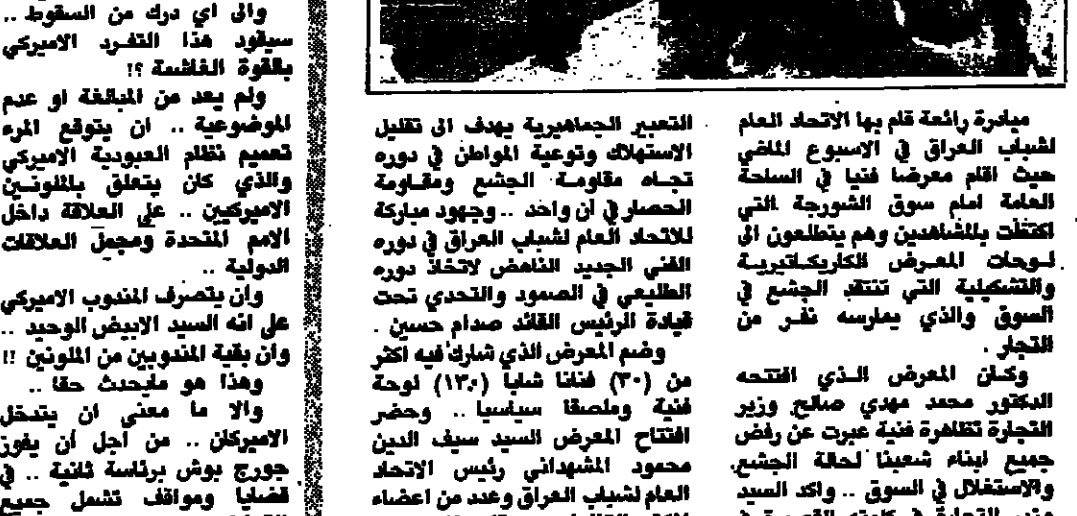 مبادرة رائعة قام بها الاتحاد العام
لشباب العراق في الاسبوع الماضي
حيث اقام معرضا فنيا في الساحة
العامة امام سوق الشورجة التي
اكتظت بالمشاهدين وهم يتطلعون الى
لوحات المعرض الكاريكاتيرية
والتشكيلية التي تنتقد الجشع في
السوق والذي يمارسه نفر من
التجار .
وكان المعرض الذي افتتحه
الدكتور محمد مهدي صالح وزير
التجارة تظاهرة فنية عبرت عن رفض
جميع ابناء شعبنا لحالة الجشع
والاستغلال في السوق .. واكد السيد
وزير التجارة في كلمته
التعبير الجماهيرية يهدف الى تقليل
الاستهلاك وتوعية المواطن في دوره
تجاه مقاومة الجشع ومقاومة
الحصار في ان واحد .. وجهود مباركة
للاتحاد العام لشباب العراق في دوره
الفني الجديد الناهض لاتخاذ دوره
الطليعي في الصمود والتحدي تحت
قيادة الرئيس القائد صدام حسين .
وضم المعرض الذي شارك فيه اكثر
من (٣٠) فنانا شابا (١٣٠) لوحة
فنية وملصقا سياسيا .. وحضر
افتتاح المعرض السيد سيف الدين
محمود المشهداني رئيس الاتحاد
العام لشباب العراق وعدد من اعضاء
والى اي درك من السقوط ..
سيقود هذا التفرد الاميركي
بالقوة الغاشمة ؟!
ولم يعد من المبالغة او عدم
الموضوعية .. ان يتوقع المرء
تعميم نظام العبودية الاميركي
والذي كان يتعلق بالملونين
الاميركيين .. على العلاقة داخل
الامم المتحدة ومجمل العلاقات
الدولية ..
وان يتصرف المندوب الاميركي
على انه السيد الابيض الوحيد ..
وان بقية المندوبين من الملونين !!
وهذا هو مايحدث حقا ..
والا ما معنى ان يتدخل
الاميركان .. من اجل ان يفوز
جورج بوش برئاسة ثانية .. في
قضايا ومواقف تشمل جميع